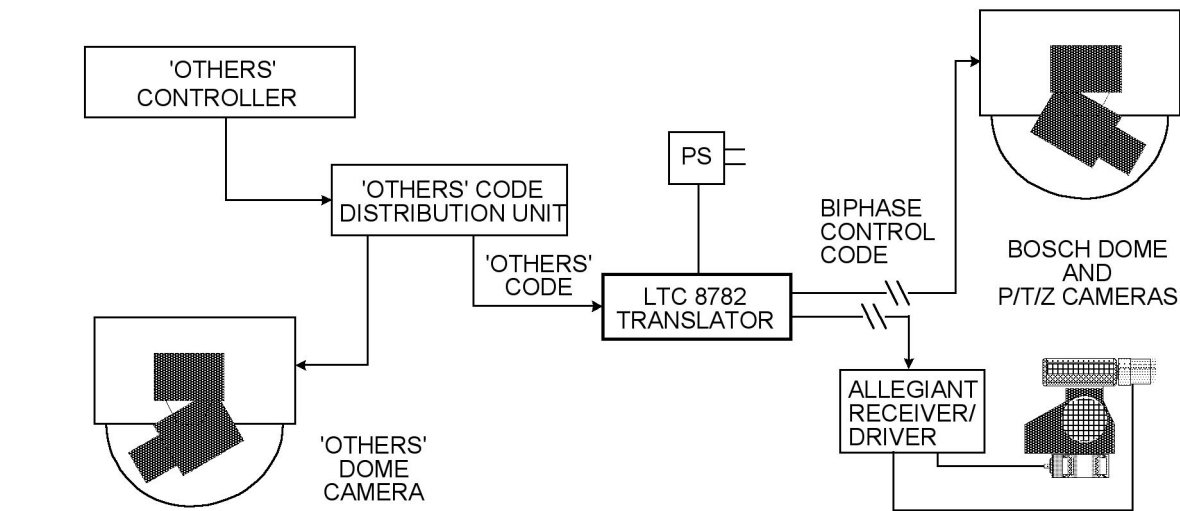 'OTHERS'
CONTROLLER
'OTHERS' CODE
DISTRIBUTION UNIT
PS
BIPHASE
CONTROL
CODE
BOSCH DOME
AND
P/T/Z CAMERAS
'OTHERS'
CODE
LTC 8782
TRANSLATOR
ALLEGIANT
RECEIVER/
DRIVER
'OTHERS'
DOME
CAMERA